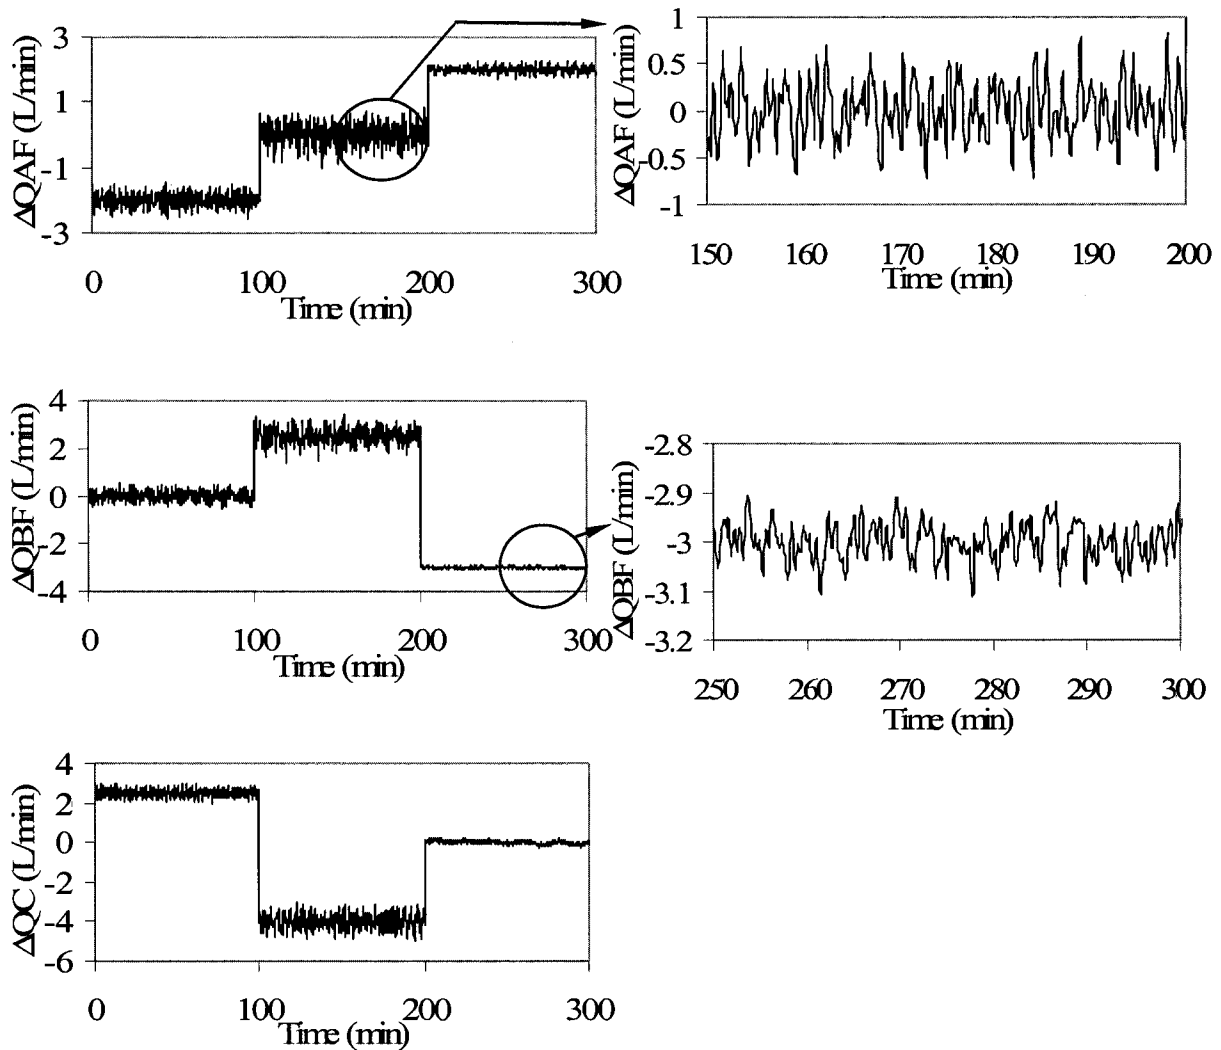 ΔQAF (L/min)
3
1
-1
-3
0 100 200 300
Time (min)
ΔQAF (L/min)
1
0.5
0
-0.5
-1
150 160 170 180 190 200
Time (min)
ΔQBF (L/min)
4
2
0
-2
-4
0 100 200 300
Time (min)
ΔQBF (L/min)
-2.8
-2.9
-3
-3.1
-3.2
250 260 270 280 290 300
Time (min)
ΔQC (L/min)
4
2
0
-2
-4
-6
0 100 200 300
Time (min)